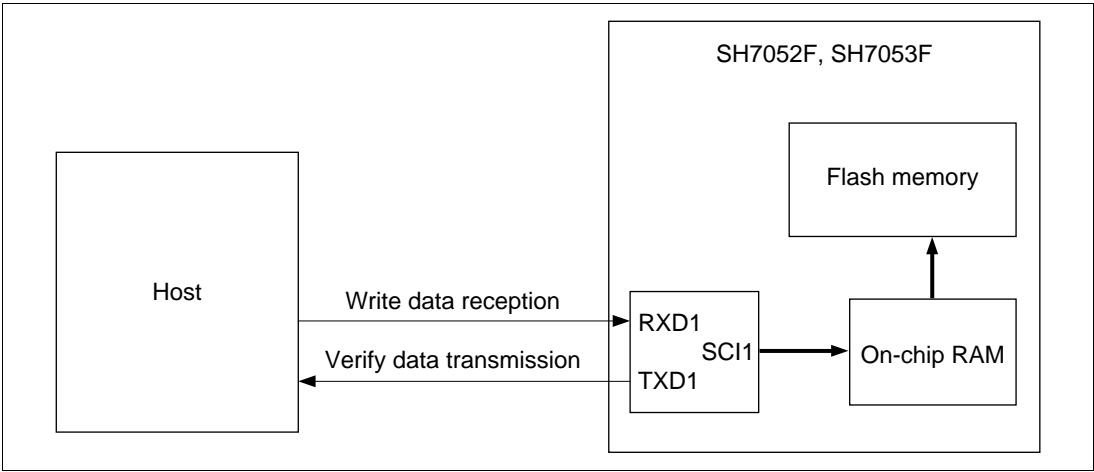 SH7052F, SH7053F
Flash memory
Host
Write data reception
Verify data transmission
RXD1
SCI1
TXD1
On-chip RAM